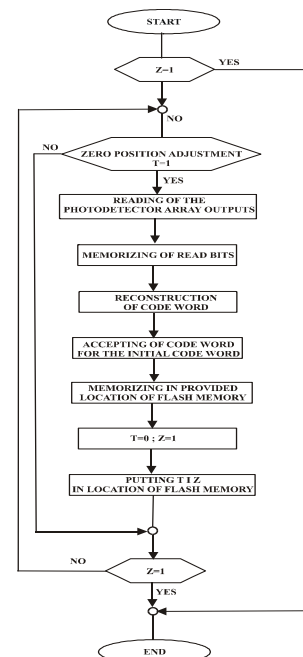 START
Z=1
YES
NO
NO
ZERO POSITION ADJUSTMENT
T=1
YES
READING OF THE
PHOTODETECTOR ARRAY OUTPUTS
MEMORIZING OF READ BITS
RECONSTRUCTION
OF CODE WORD
ACCEPTING OF CODE WORD
FOR THE INITIAL CODE WORD
MEMORIZING IN PROVIDED
LOCATION OF FLASH MEMORY
T=0 ; Z=1
PUTTING T I Z
IN LOCATION OF FLASH MEMORY
NO
Z=1
YES
END